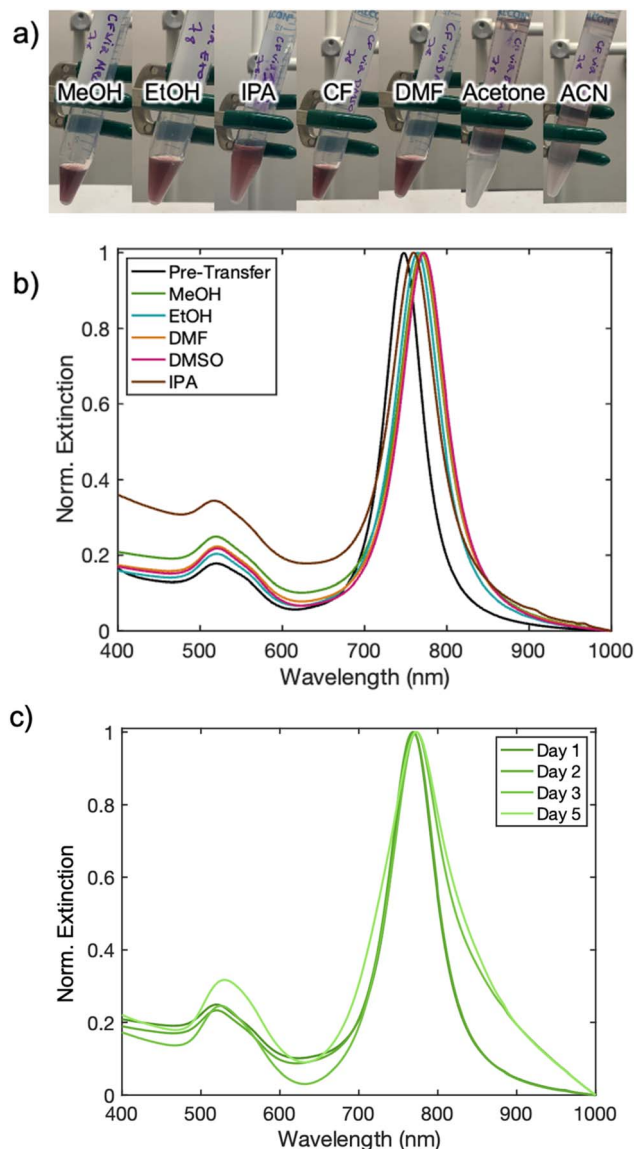 a)
MeOH EtOH IPA CF DMF Acetone ACN
b)
Pre-Transfer
MeOH
EtOH
DMF
DMSO
IPA
Norm. Extinction
1
0.8
0.6
0.4
0.2
0
400 500 600 700 800 900 1000
Wavelength (nm)
c)
Day 1
Day 2
Day 3
Day 5
Norm. Extinction
1
0.8
0.6
0.4
0.2
0
400 500 600 700 800 900 1000
Wavelength (nm)